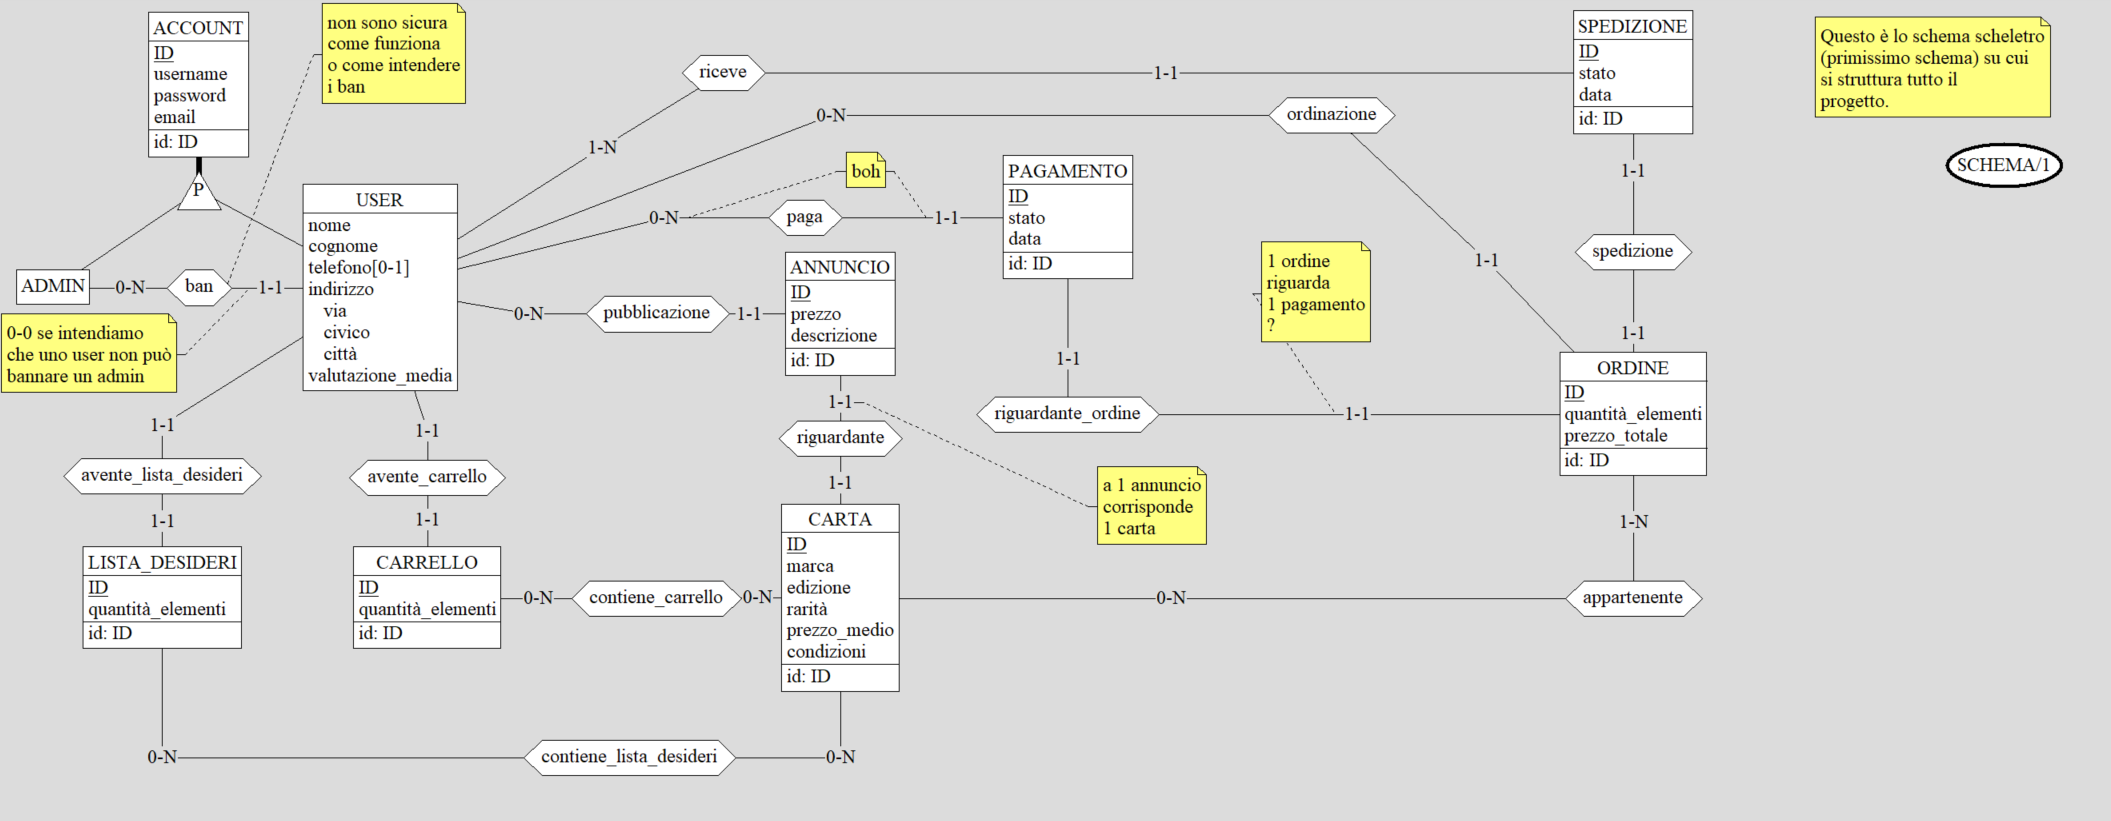 ACCOUNT
ID
username
password
email
id: ID
P
non sono sicura
come funziona
o come intendere
i ban
ADMIN
0-N
ban
1-1
0-0 se intendiamo
che uno user non può
bannare un admin
USER
nome
cognome
telefono[0-1]
indirizzo
via
civico
città
valutazione_media
1-N
riceve
1-1
0-N
ordinazione
1-1
0-N
boh
paga
1-1
PAGAMENTO
ID
stato
data
id: ID
SPEDIZIONE
ID
stato
data
id: ID
1-1
spedizione
1-1
Questo è lo schema scheletro
(primissimo schema) su cui
si struttura tutto il
progetto.
SCHEMA/1
0-N
pubblicazione
1-1
ANNUNCIO
ID
prezzo
descrizione
id: ID
1 ordine
riguarda
1 pagamento
?
1-1
riguardante_ordine
1-1
ORDINE
ID
quantità_elementi
prezzo_totale
id: ID
1-1
riguardante
1-1
a 1 annuncio
corrisponde
1 carta
1-1
avente_lista_desideri
1-1
1-1
avente_carrello
1-1
LISTA_DESIDERI
ID
quantità_elementi
id: ID
CARRELLO
ID
quantità_elementi
id: ID
0-N
contiene_carrello
0-N
CARTA
ID
marca
edizione
rarità
prezzo_medio
condizioni
id: ID
0-N
1-N
appartenente
0-N
contiene_lista_desideri
0-N